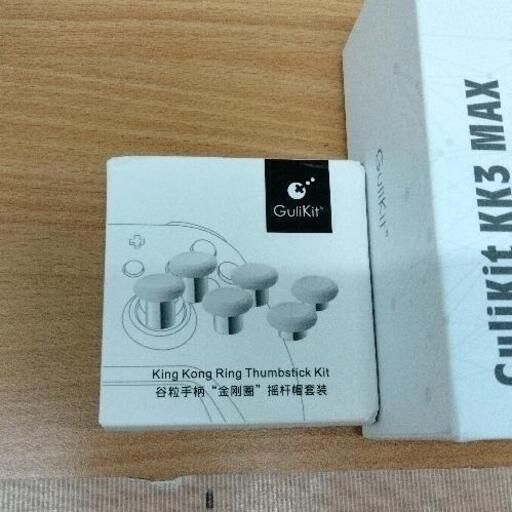 GuliKit
King Kong Ring Thumbstick Kit
谷粒手柄“金刚圈”摇杆帽套装
GuliKit™
GuliKit KK3 MAX